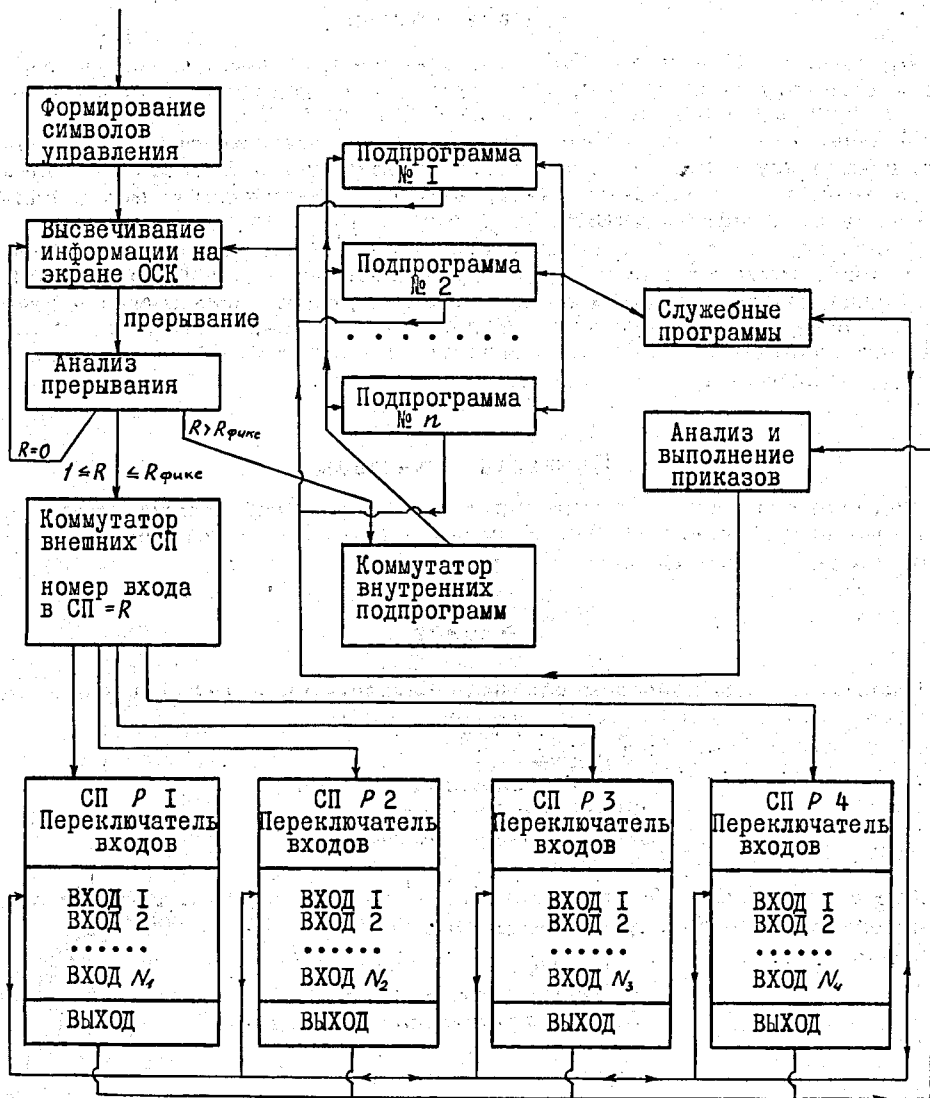 Формирование
символов
управления
Высвечивание
информации на
экране ОСК
прерывание
Анализ
прерывания
R=0
1≤R ≤Rфикс
R>Rфикс
Коммутатор
внешних СП
номер входа
в СП =R
Подпрограмма
№ I
Подпрограмма
№ 2
. . . . . . .
Подпрограмма
№ n
Коммутатор
внутренних
подпрограмм
Служебные
программы
Анализ и
выполнение
приказов
СП P I
Переключатель
входов
ВХОД I
ВХОД 2
......
ВХОД N₁
ВЫХОД
СП P 2
Переключатель
входов
ВХОД I
ВХОД 2
......
ВХОД N₂
ВЫХОД
СП P 3
Переключатель
входов
ВХОД I
ВХОД 2
......
ВХОД N₃
ВЫХОД
СП P 4
Переключатель
входов
ВХОД I
ВХОД 2
......
ВХОД N₄
ВЫХОД